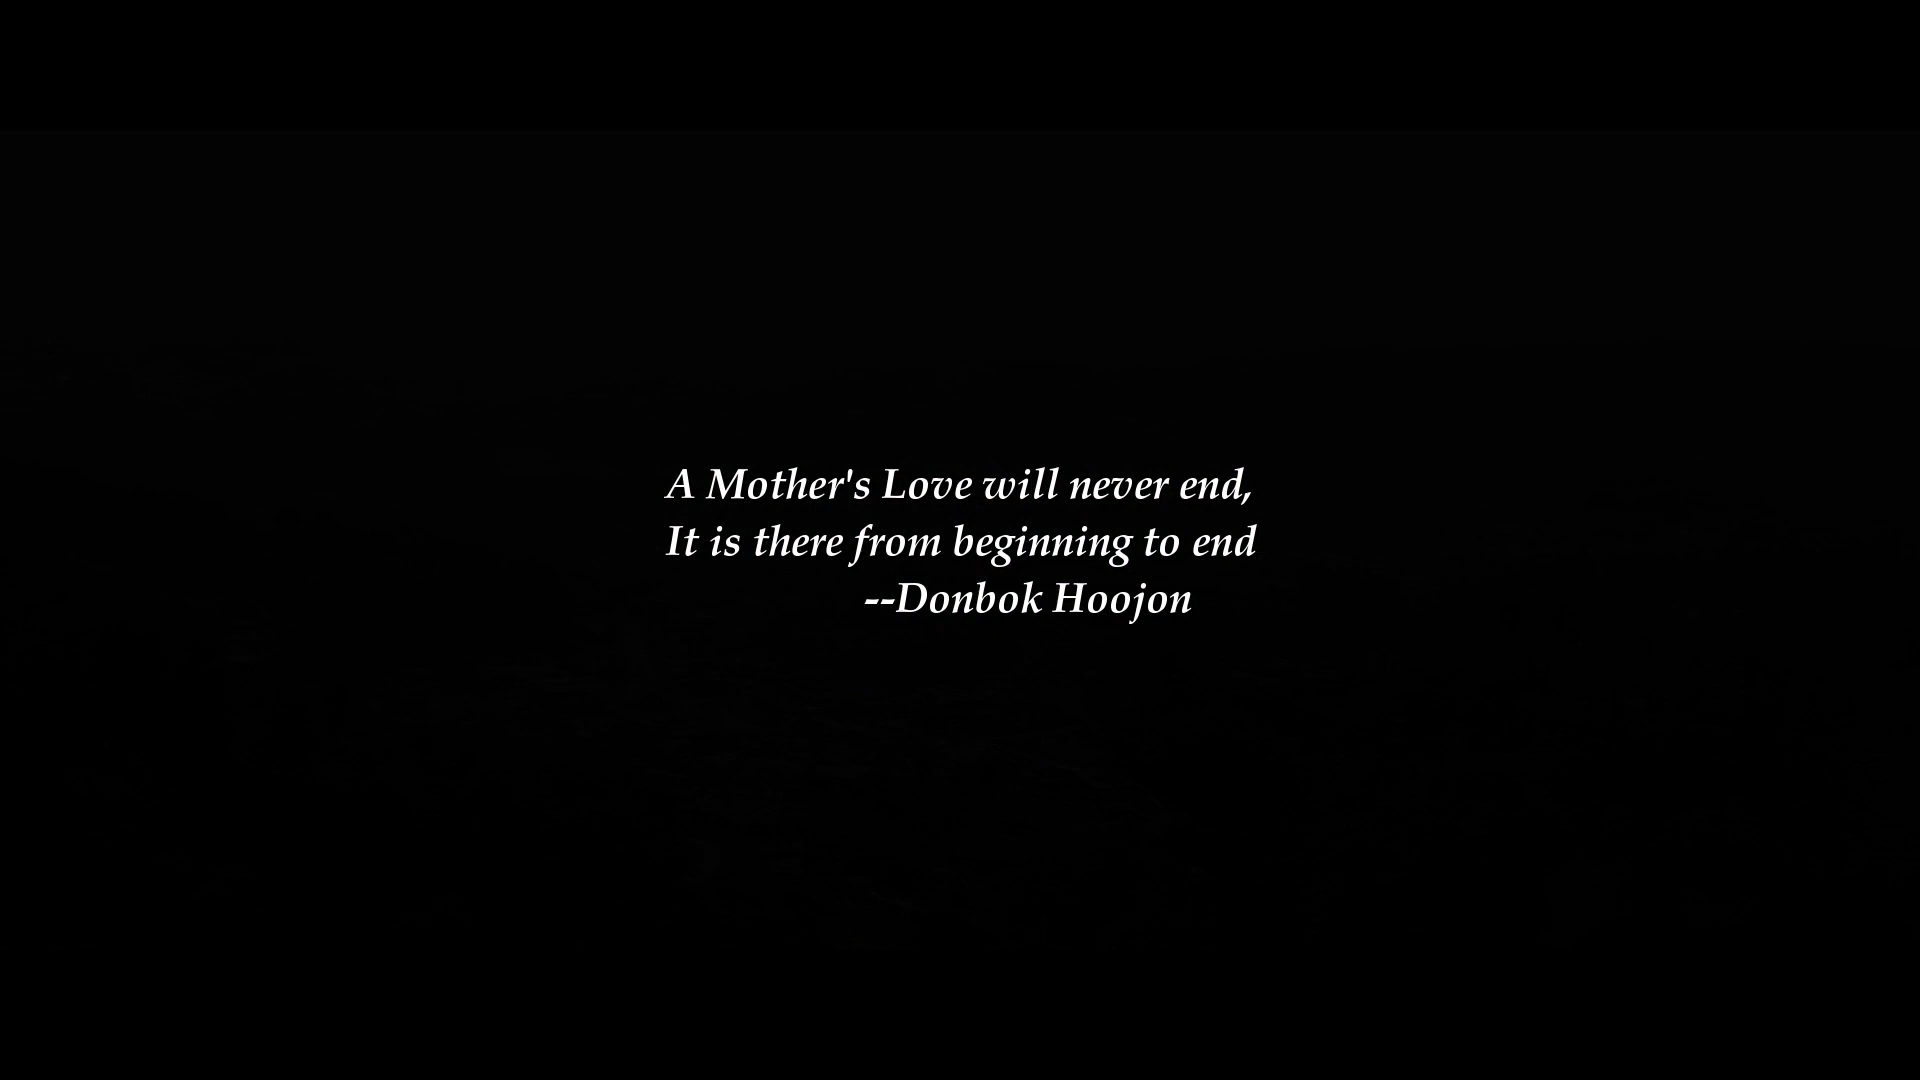 A Mother's Love will never end,
It is there from beginning to end
--Donbok Hoojon